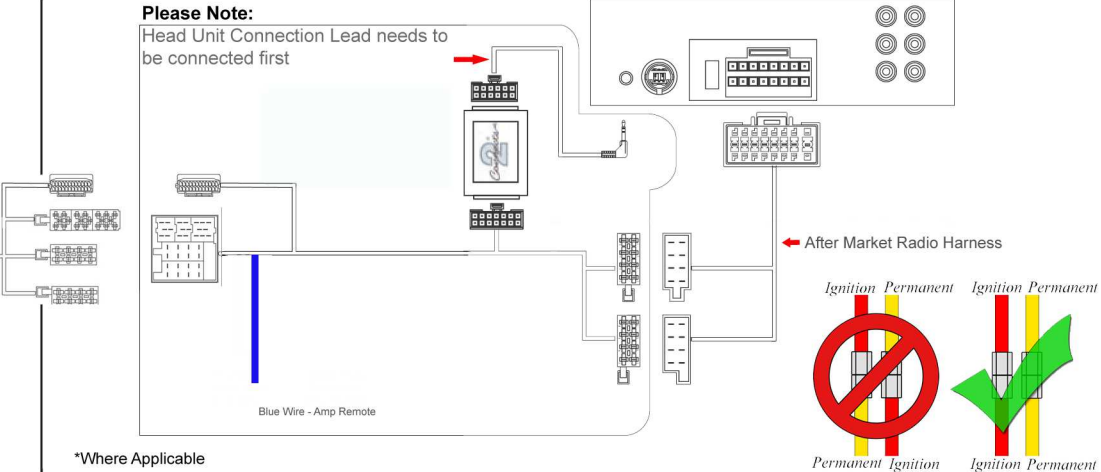 Please Note:
Head Unit Connection Lead needs to
be connected first
2
After Market Radio Harness
Ignition Permanent Ignition Permanent
Blue Wire - Amp Remote
*Where Applicable
Permanent Ignition Ignition Permanent